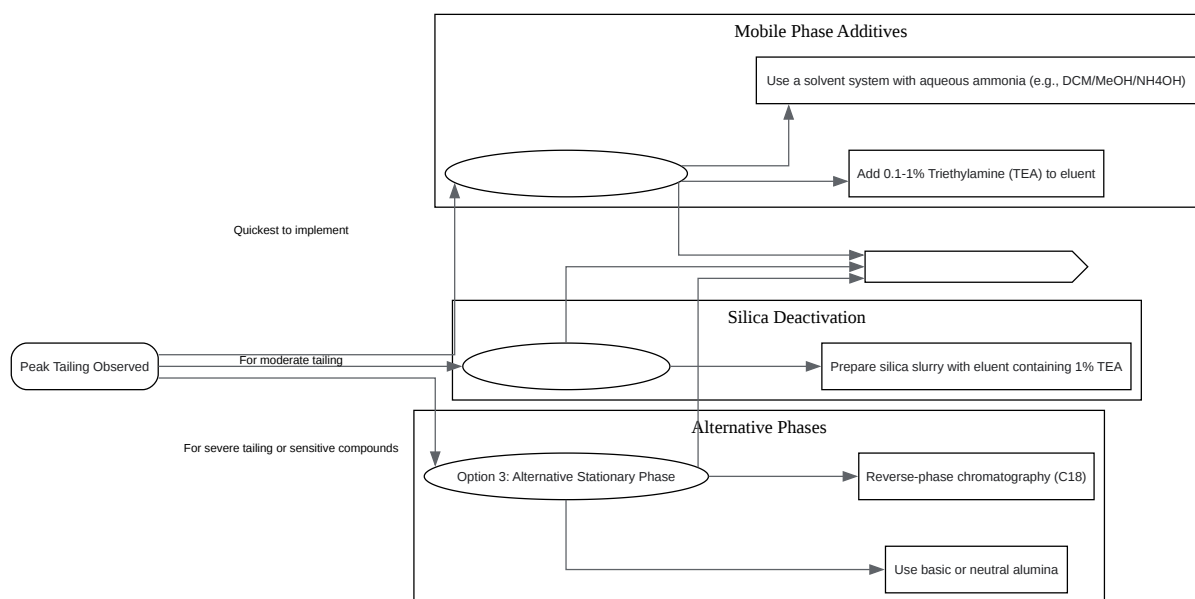 Mobile Phase Additives
Use a solvent system with aqueous ammonia (e.g., DCM/MeOH/NH4OH)
Add 0.1-1% Triethylamine (TEA) to eluent
Quickest to implement
Silica Deactivation
Peak Tailing Observed
For moderate tailing
Prepare silica slurry with eluent containing 1% TEA
Alternative Phases
For severe tailing or sensitive compounds
Option 3: Alternative Stationary Phase
Reverse-phase chromatography (C18)
Use basic or neutral alumina